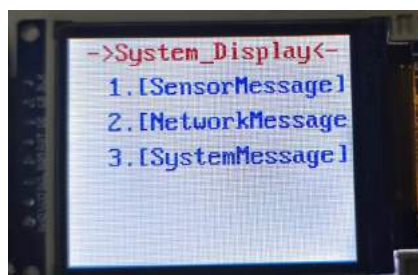 ->System_Display<-
1.[SensorMessage]
2.[NetworkMessage
3.[SystemMessage]